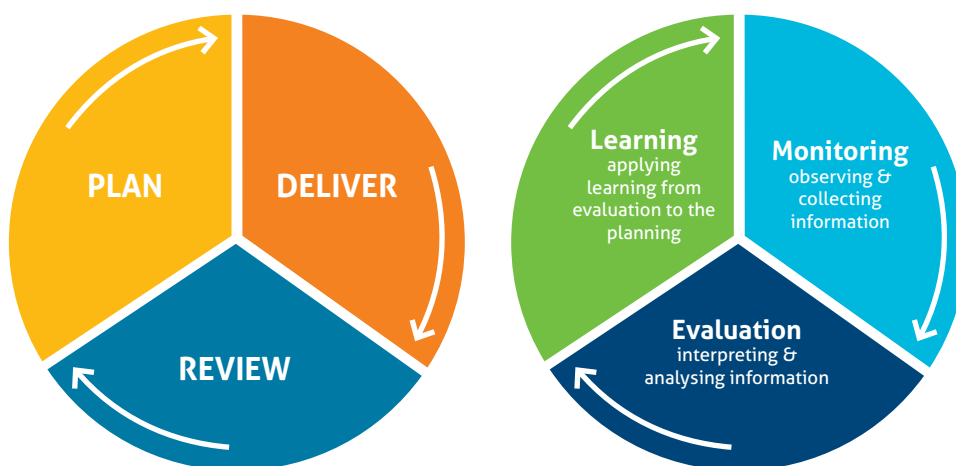 PLAN
DELIVER
REVIEW
Learning
applying
learning from
evaluation to the
planning
Monitoring
observing &
collecting
information
Evaluation
interpreting &
analysing information